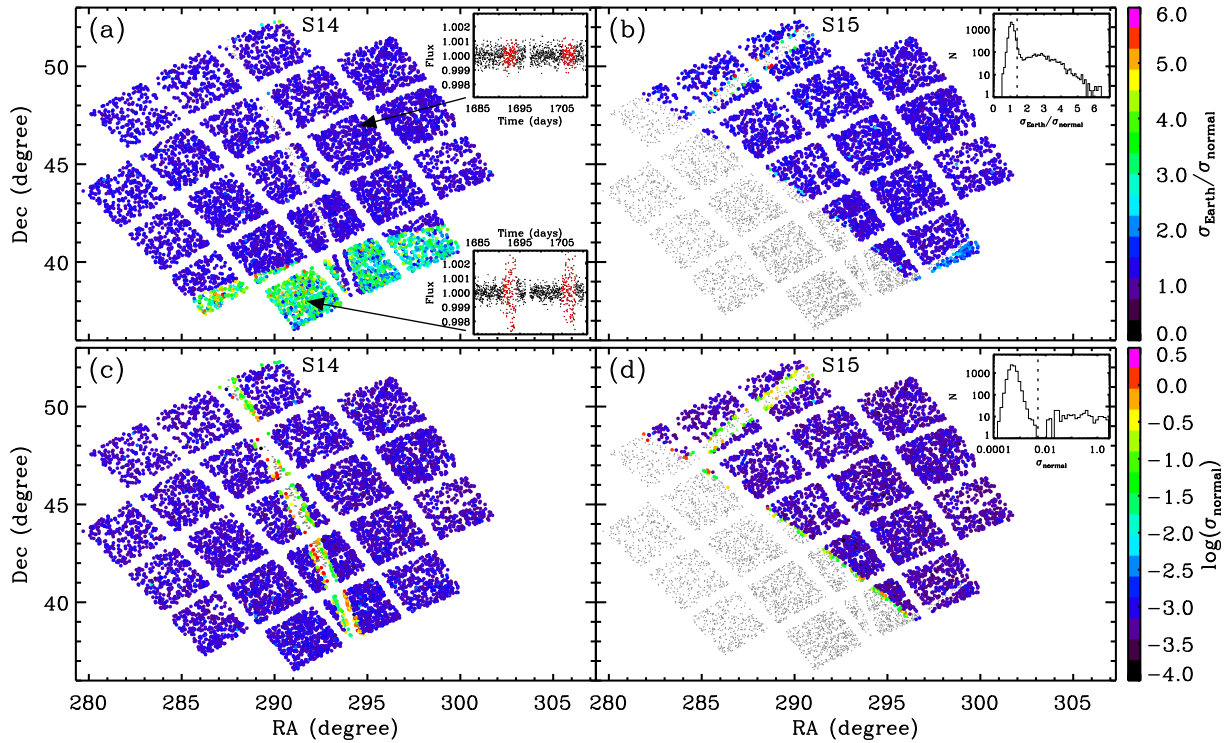 (a)
S14
50
45
40
Dec (degree)
1.002
1.001
1.000
0.999
0.998
Flux
1685 1695 1705
Time (days)
Time (days)
1685 1695 1705
1.002
1.001
1.000
0.999
0.998
Flux
(b)
S15
1000
100
10
1
N
0 1 2 3 4 5 6
σEarth/σnormal
6.0
5.0
4.0
3.0
2.0
1.0
0.0
σEarth/σnormal
(c)
S14
50
45
40
Dec (degree)
280 285 290 295 300
RA (degree)
(d)
S15
1000
100
10
1
N
0.0001 0.01 1.0
σnormal
280 285 290 295 300 305
RA (degree)
0.5
0.0
−0.5
−1.0
−1.5
−2.0
−2.5
−3.0
−3.5
−4.0
log(σnormal)